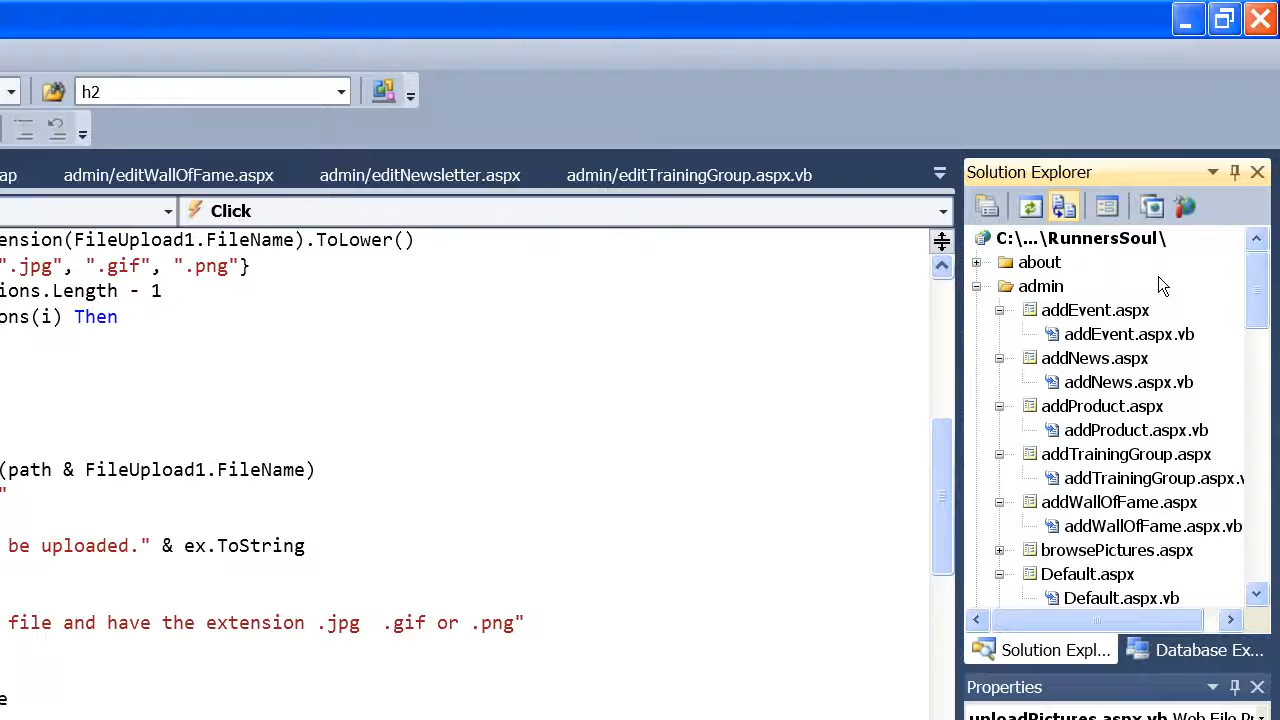 h2
ap admin/editWallOfFame.aspx admin/editNewsletter.aspx admin/editTrainingGroup.aspx.vb
Click
ension(FileUpload1.FileName).ToLower()
".jpg", ".gif", ".png"}
ions.Length - 1
ons(i) Then
(path & FileUpload1.FileName)
"
be uploaded." & ex.ToString
file and have the extension .jpg .gif or .png"
e
Solution Explorer
C:\...\RunnersSoul\
about
admin
addEvent.aspx
addEvent.aspx.vb
addNews.aspx
addNews.aspx.vb
addProduct.aspx
addProduct.aspx.vb
addTrainingGroup.aspx
addTrainingGroup.aspx.v
addWallOfFame.aspx
addWallOfFame.aspx.vb
browsePictures.aspx
Default.aspx
Default.aspx.vb
Solution Expl... Database Ex...
Properties
uploadPictures.aspx.vb Web File Pr